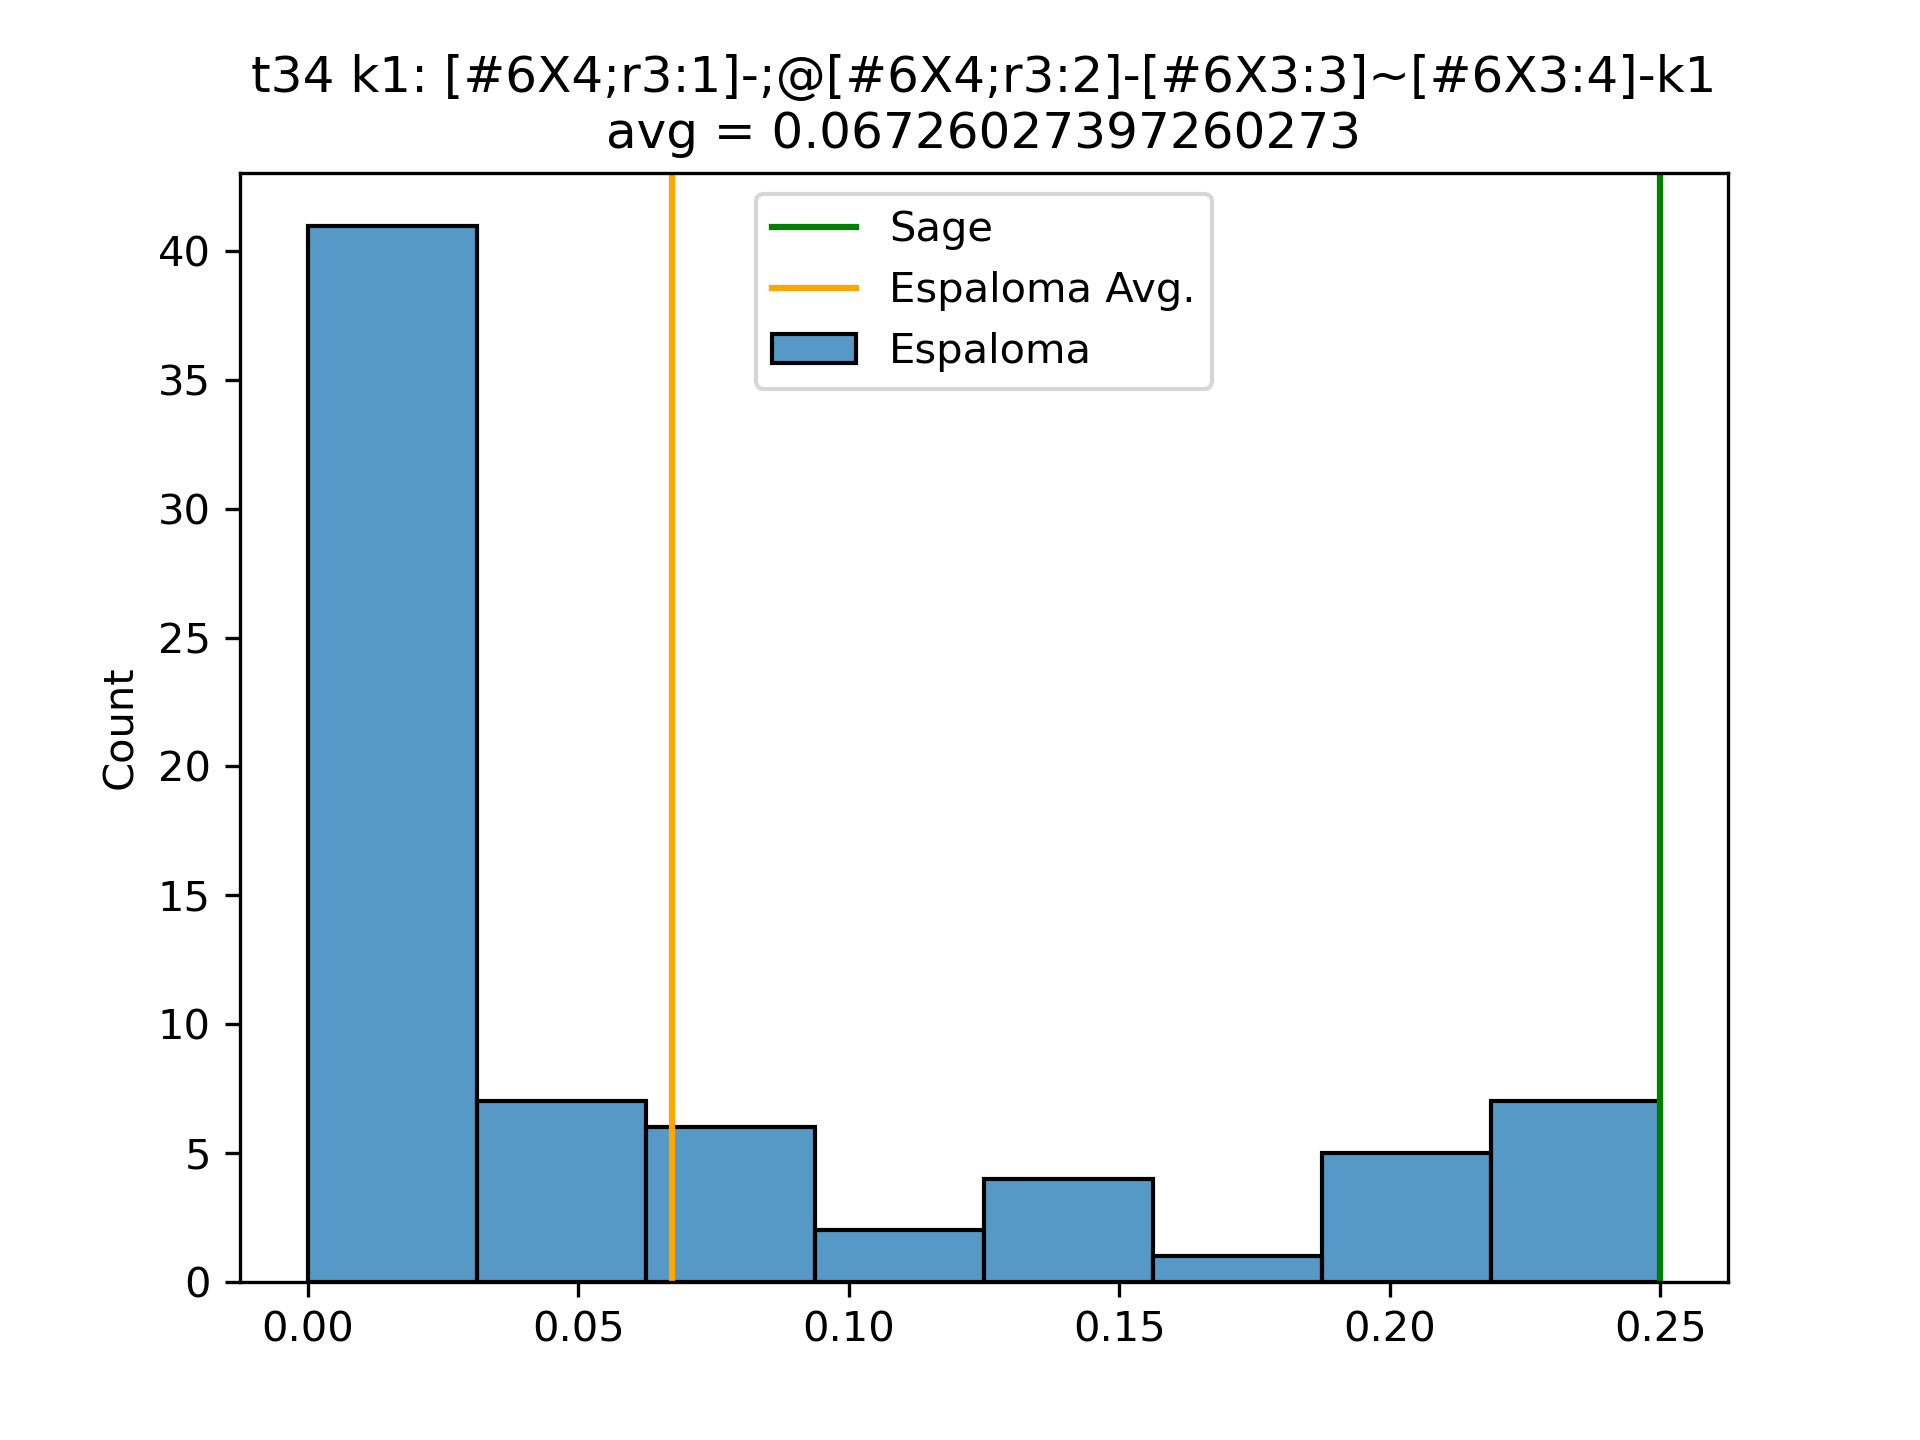 t34 k1: [#6X4;r3:1]-;@[#6X4;r3:2]-[#6X3:3]~[#6X3:4]-k1
avg = 0.06726027397260273
Sage
Espaloma Avg.
Espaloma
Count
40
35
30
25
20
15
10
5
0
0.00 0.05 0.10 0.15 0.20 0.25